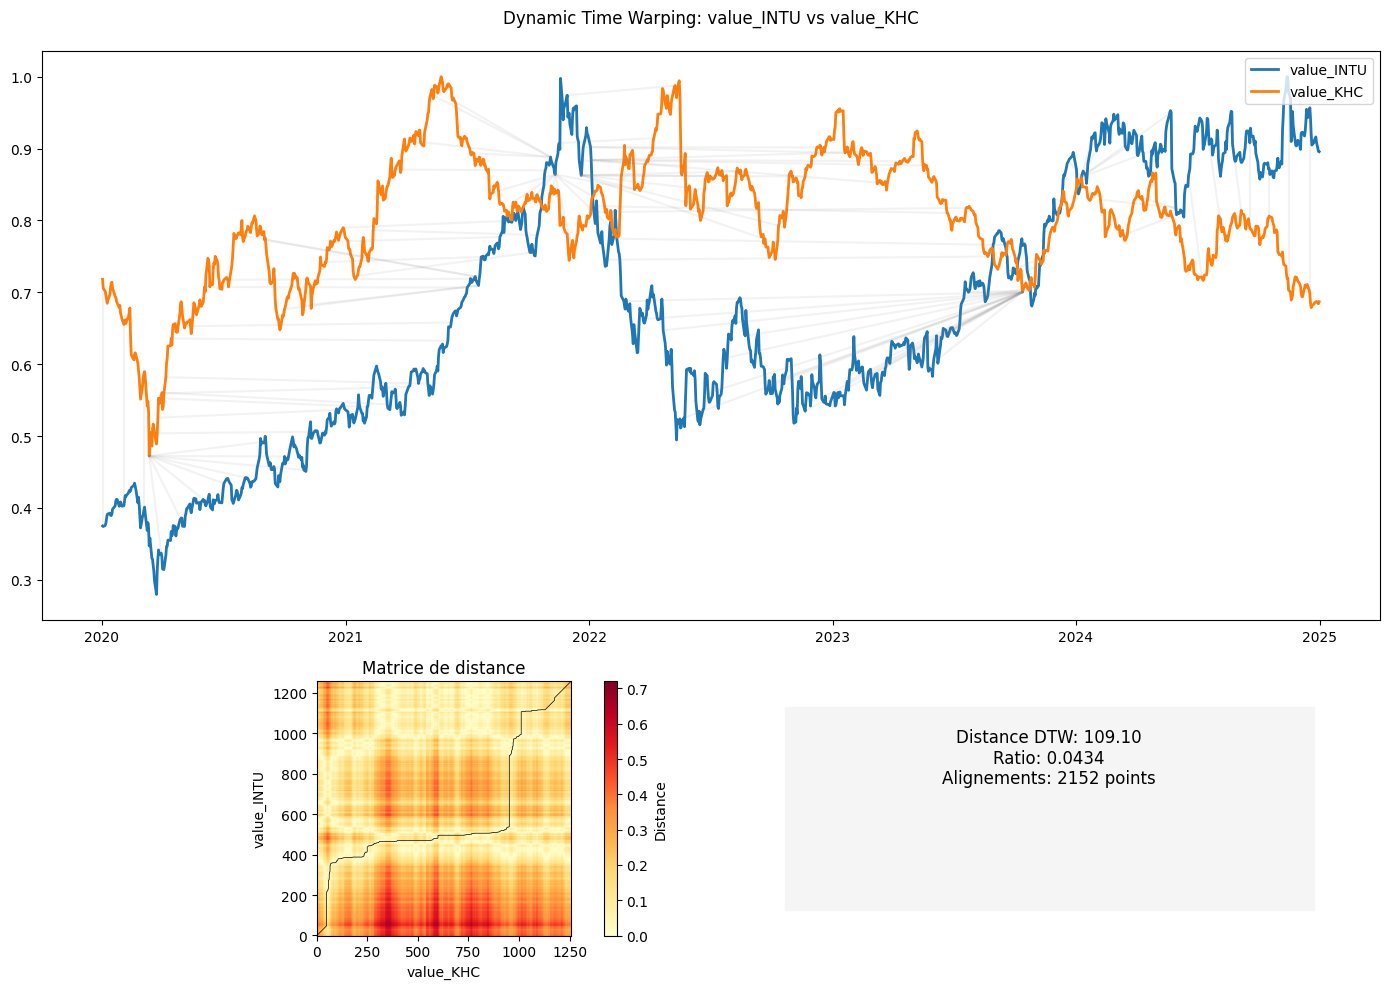 Dynamic Time Warping: value_INTU vs value_KHC
value_INTU
value_KHC
1.0
0.9
0.8
0.7
0.6
0.5
0.4
0.3
2020 2021 2022 2023 2024 2025
Matrice de distance
1200
1000
800
600
400
200
0
value_INTU
0 250 500 750 1000 1250
value_KHC
0.7
0.6
0.5
0.4
0.3
0.2
0.1
0.0
Distance
Distance DTW: 109.10
Ratio: 0.0434
Alignements: 2152 points